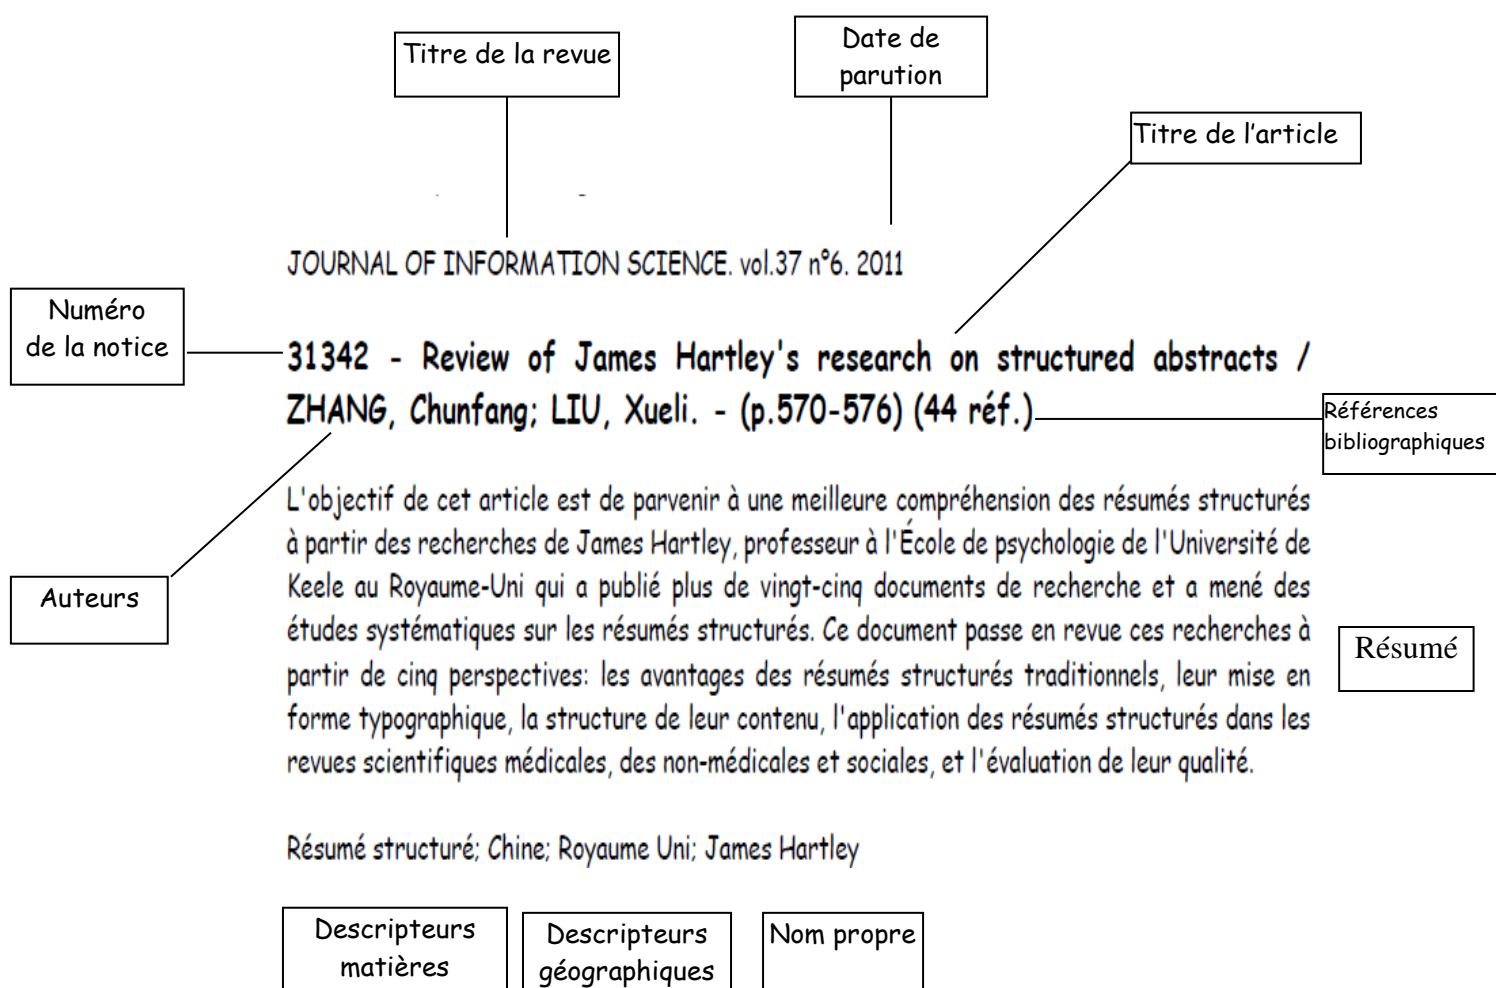 Titre de la revue
Date de
parution
Titre de l'article
JOURNAL OF INFORMATION SCIENCE. vol.37 n°6. 2011
Numéro
de la notice
31342 - Review of James Hartley's research on structured abstracts /
ZHANG, Chunfang; LIU, Xueli. - (p.570-576) (44 réf.)
Références
bibliographiques
L'objectif de cet article est de parvenir à une meilleure compréhension des résumés structurés
à partir des recherches de James Hartley, professeur à l'École de psychologie de l'Université de
Keele au Royaume-Uni qui a publié plus de vingt-cinq documents de recherche et a mené des
études systématiques sur les résumés structurés. Ce document passe en revue ces recherches à
partir de cinq perspectives: les avantages des résumés structurés traditionnels, leur mise en
forme typographique, la structure de leur contenu, l'application des résumés structurés dans les
revues scientifiques médicales, des non-médicales et sociales, et l'évaluation de leur qualité.
Auteurs
Résumé
Résumé structuré; Chine; Royaume Uni; James Hartley
Descripteurs
matières
Descripteurs
géographiques
Nom propre